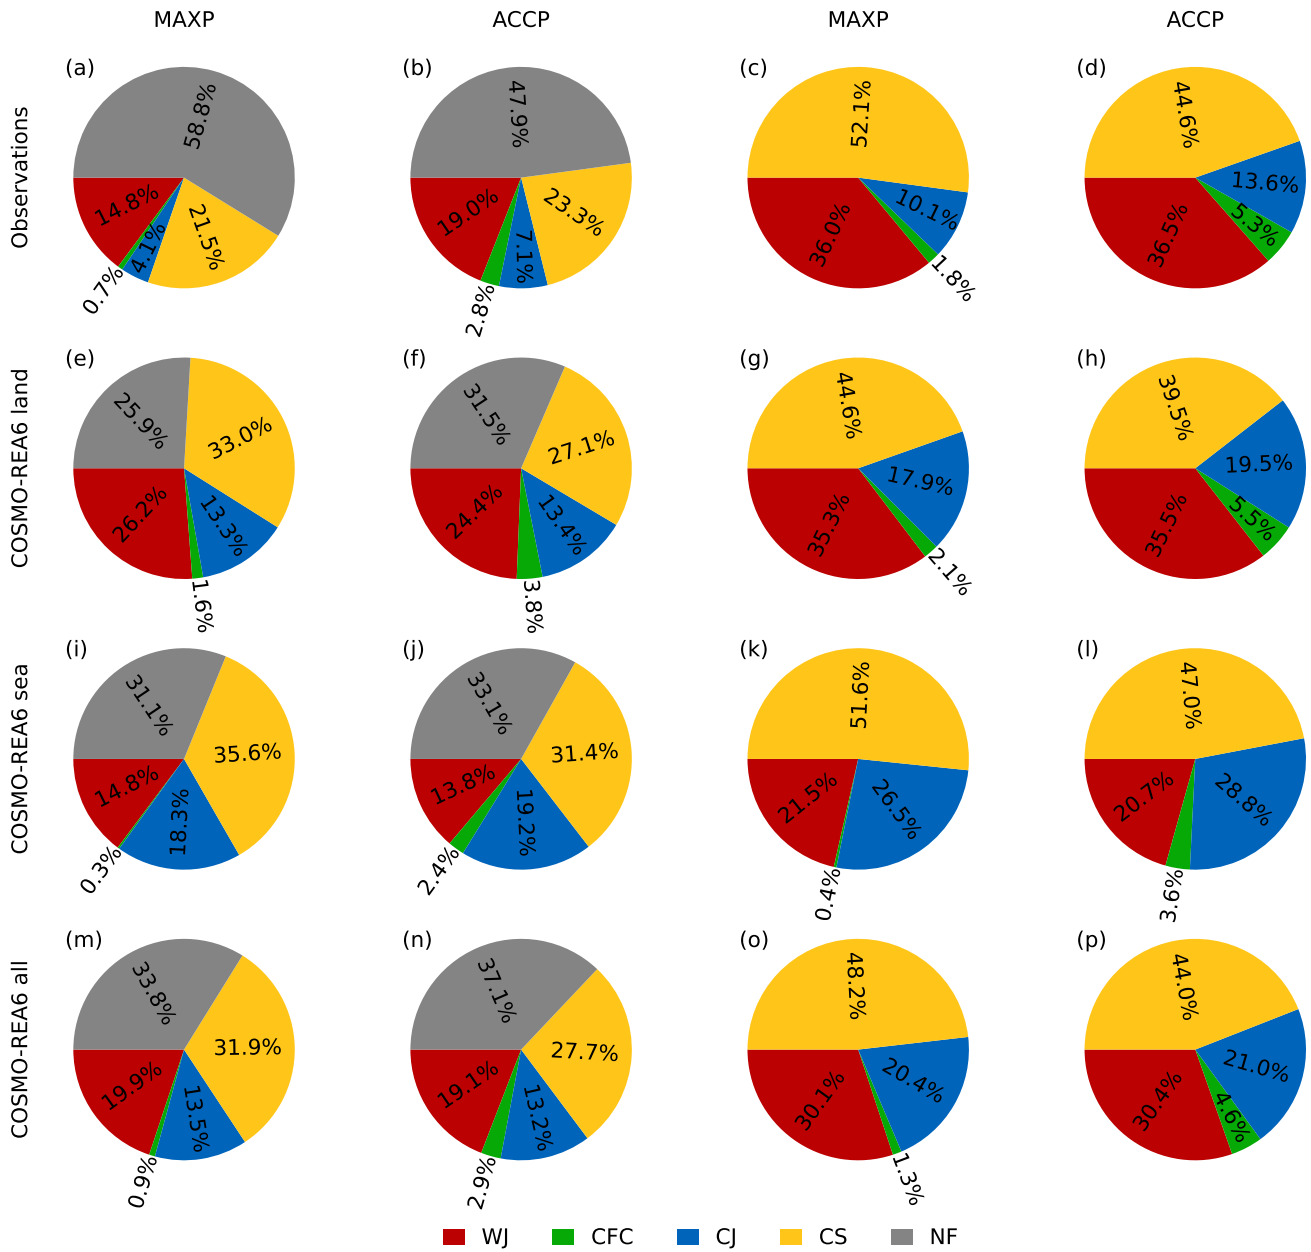 MAXP ACCP MAXP ACCP
Observations
(a) 58.8% 14.8% 0.7% 4.1% 21.5%
(b) 47.9% 19.0% 2.8% 7.1% 23.3%
(c) 52.1% 36.0% 1.8% 10.1%
(d) 44.6% 36.5% 5.3% 13.6%
COSMO-REA6 land
(e) 25.9% 26.2% 1.6% 13.3% 33.0%
(f) 31.5% 24.4% 3.8% 13.4% 27.1%
(g) 44.6% 35.3% 2.1% 17.9%
(h) 39.5% 35.5% 5.5% 19.5%
COSMO-REA6 sea
(i) 31.1% 14.8% 0.3% 18.3% 35.6%
(j) 33.1% 13.8% 2.4% 19.2% 31.4%
(k) 51.6% 21.5% 0.4% 26.5%
(l) 47.0% 20.7% 3.6% 28.8%
COSMO-REA6 all
(m) 33.8% 19.9% 0.9% 13.5% 31.9%
(n) 37.1% 19.1% 2.9% 13.2% 27.7%
(o) 48.2% 30.1% 1.3% 20.4%
(p) 44.0% 30.4% 4.6% 21.0%
WJ CFC CJ CS NF